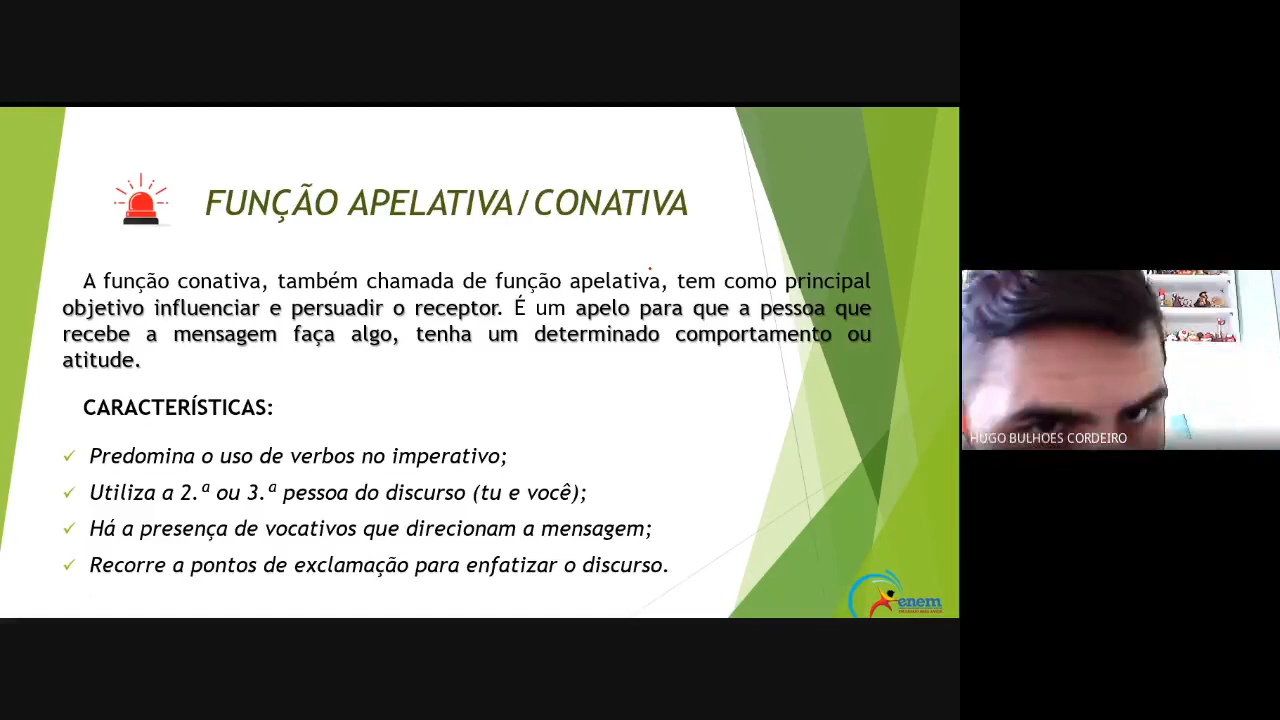 FUNÇÃO APELATIVA/CONATIVA
A função conativa, também chamada de função apelativa, tem como principal
objetivo influenciar e persuadir o receptor. É um apelo para que a pessoa que
recebe a mensagem faça algo, tenha um determinado comportamento ou
atitude.
CARACTERÍSTICAS:
Predomina o uso de verbos no imperativo;
Utiliza a 2.ª ou 3.ª pessoa do discurso (tu e você);
Há a presença de vocativos que direcionam a mensagem;
Recorre a pontos de exclamação para enfatizar o discurso.
enem
HUGO BULHOES CORDEIRO